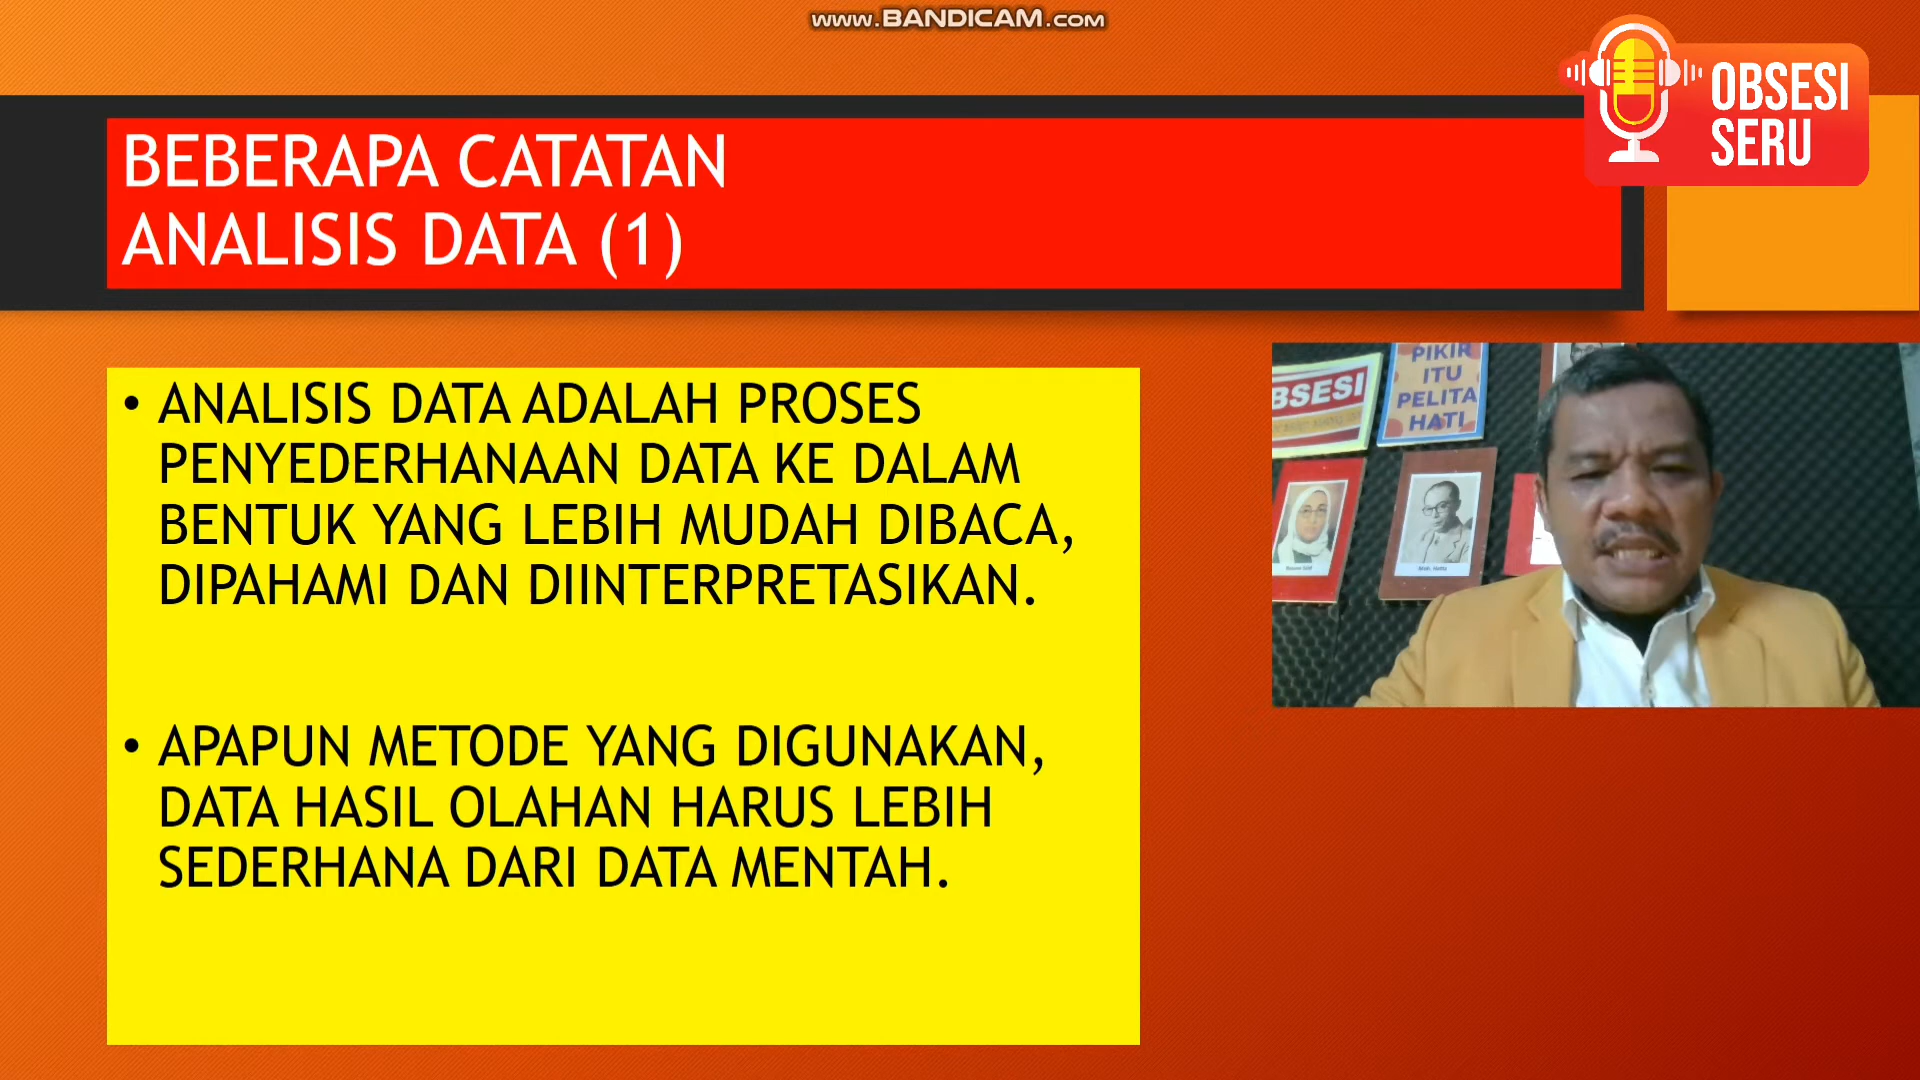 www.BANDICAM.com
OBSESI
SERU
BEBERAPA CATATAN
ANALISIS DATA (1)
• ANALISIS DATA ADALAH PROSES
PENYEDERHANAAN DATA KE DALAM
BENTUK YANG LEBIH MUDAH DIBACA,
DIPAHAMI DAN DIINTERPRETASIKAN.
• APAPUN METODE YANG DIGUNAKAN,
DATA HASIL OLAHAN HARUS LEBIH
SEDERHANA DARI DATA MENTAH.
BSESI
PIKIR
ITU
PELITA
HATI
Moh. Hatta